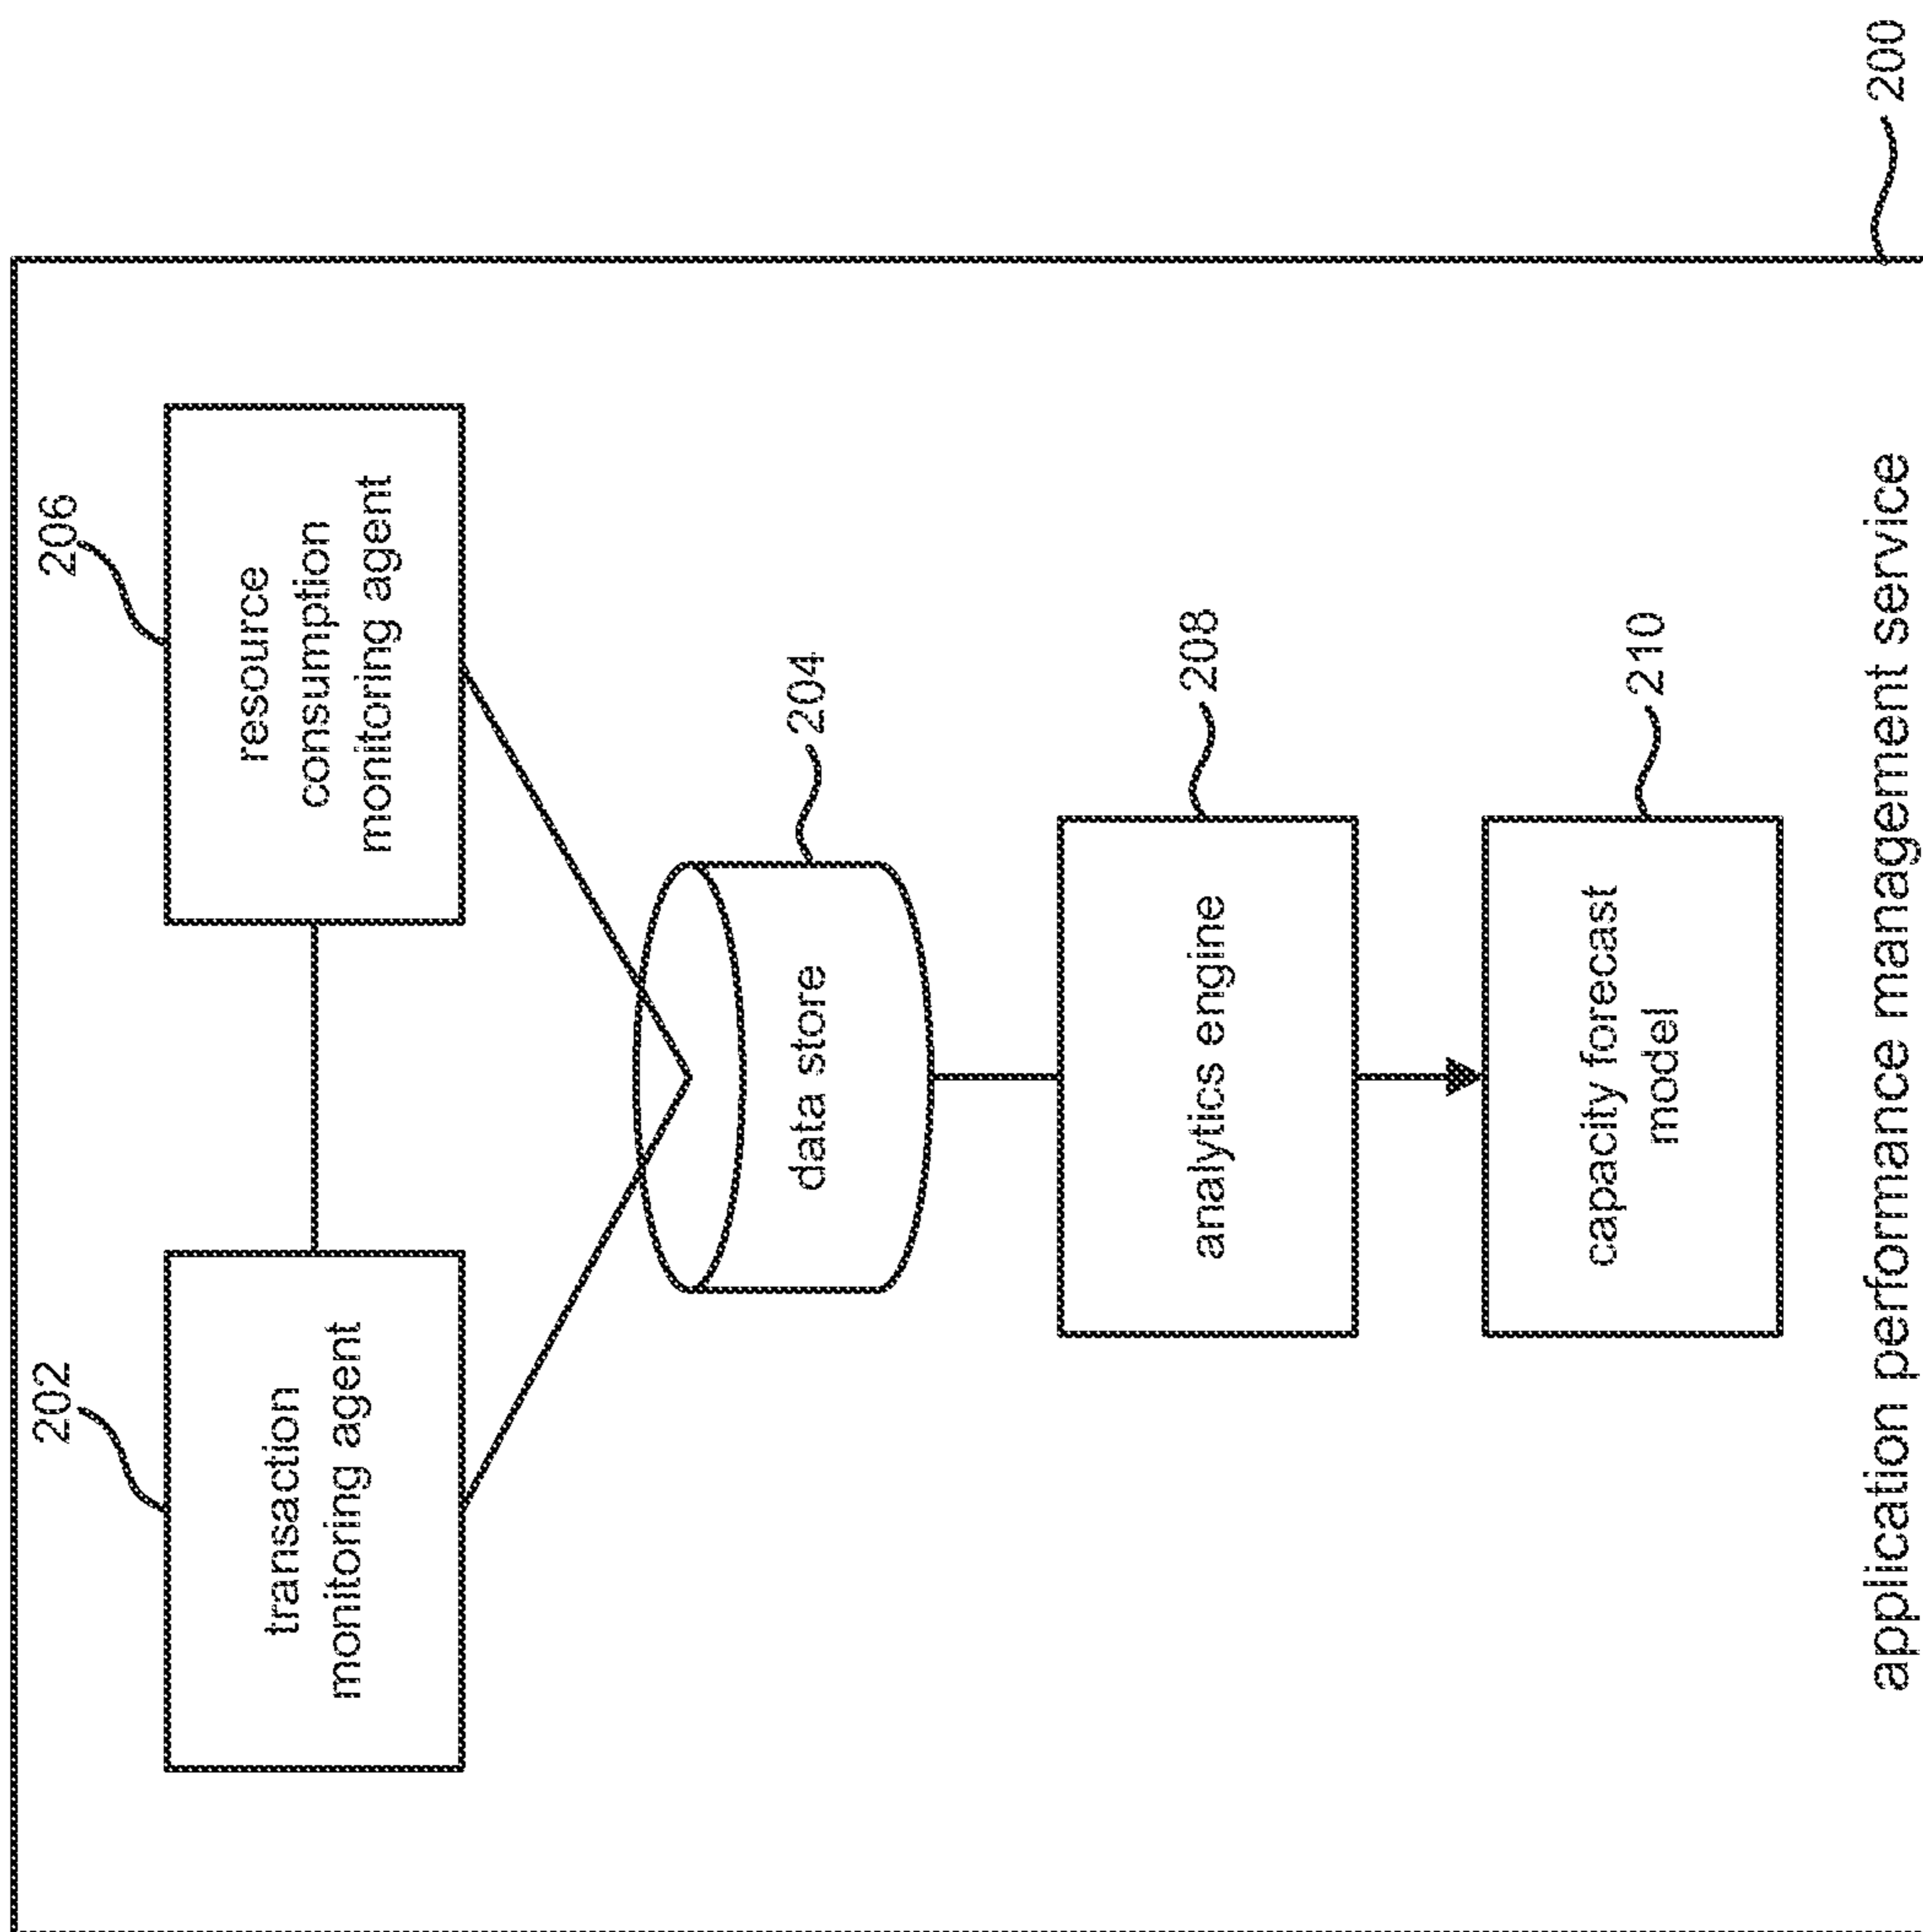 202
transaction
monitoring agent
206
resource
consumption
monitoring agent
204
data store
208
analytics engine
210
capacity forecast
model
application performance management service
200